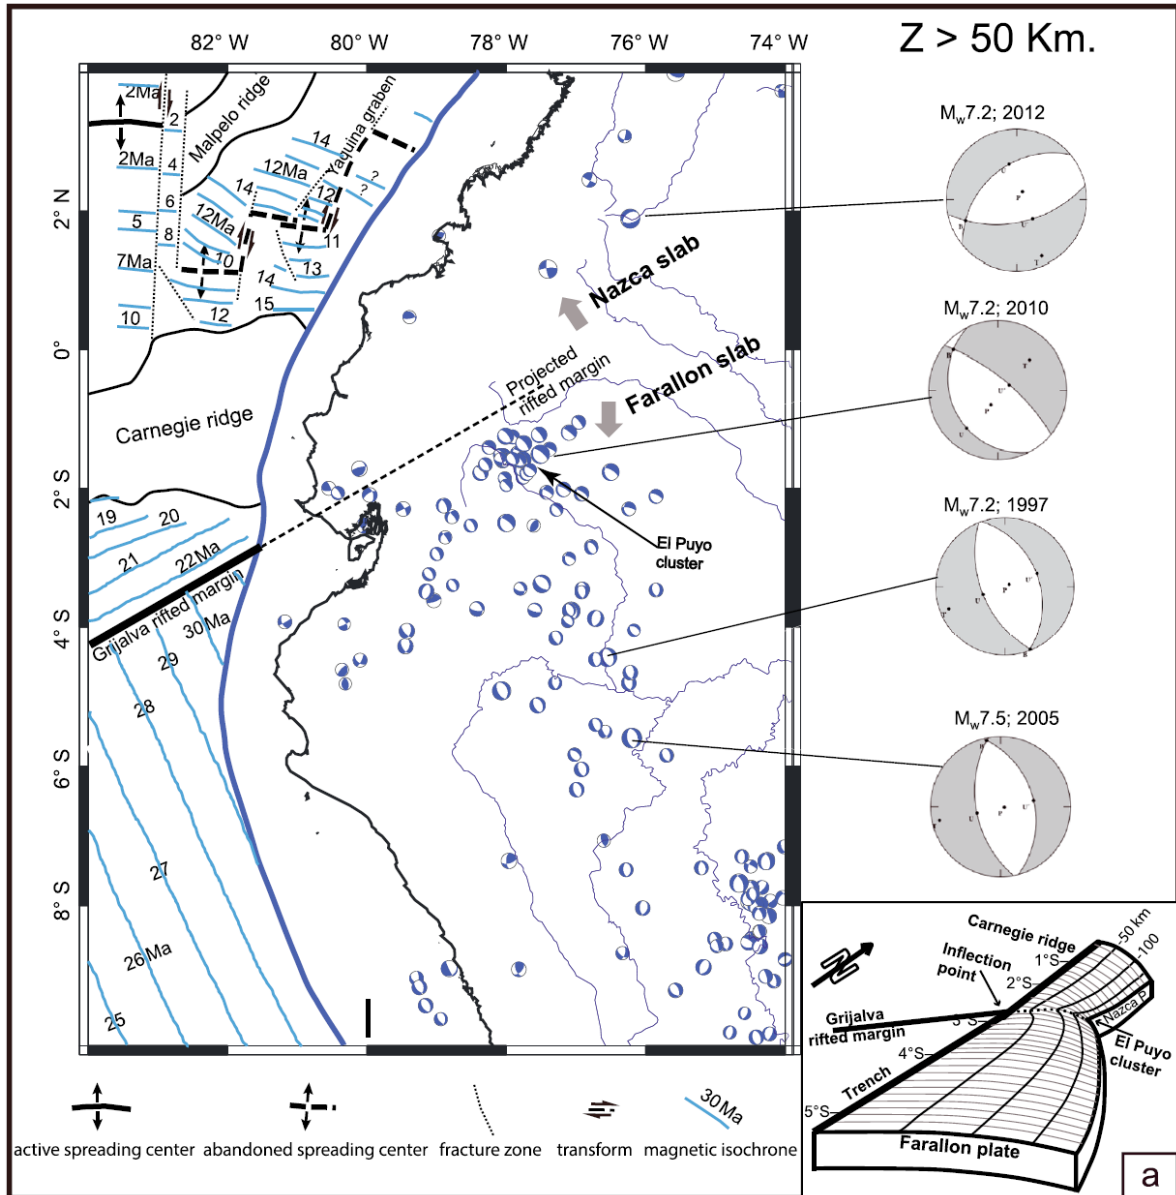 82° W 80° W 78° W 76° W 74° W
Z > 50 Km.
2Ma
2
Malpelo ridge
14
Yaquina graben
2Ma
4
12Ma
?
?
6
14
12
5
8
12Ma
11
7Ma
10
13
14
15
10
12
2° N
0°
2° S
4° S
6° S
8° S
Carnegie ridge
Nazca slab
Projected
rifted margin
Farallon slab
El Puyo
cluster
19
20
21
22 Ma
Grijalva rifted margin
30 Ma
29
28
27
26 Ma
25
Mw7.2; 2012
U
P
B
U'
T
Mw7.2; 2010
B
T
U'
P
U
Mw7.2; 1997
U'
P
U
T
B
Mw7.5; 2005
B
U'
P
U
T
N
Carnegie ridge
-50 km
-100
Inflection
point
1°S
2°S
Nazca P.
Grijalva
rifted margin
3°S
El Puyo
cluster
4°S
Trench
5°S
Farallon plate
a
30 Ma
active spreading center abandoned spreading center fracture zone transform magnetic isochrone